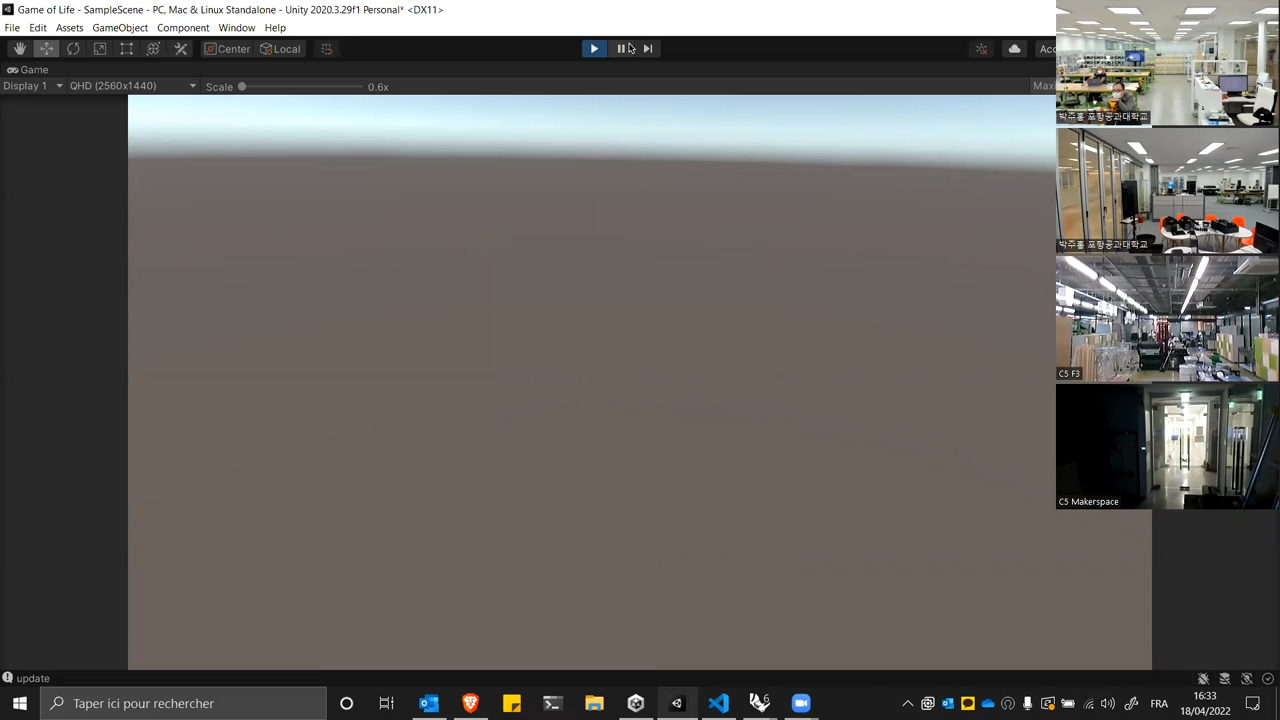 Game of Life - SampleScene - PC, Mac & Linux Standalone - Unity 2020.3.29f1 Personal* <DX11>
File Edit Assets GameObject Component Window Help
Center Local
Game
Display 1 QHD (2560x1440) Scale 0.6x
박주홍 포항공과대학교
박주홍 포항공과대학교
C5 F3
C5 Makerspace
update
Taper ici pour rechercher
FRA
16:33
18/04/2022